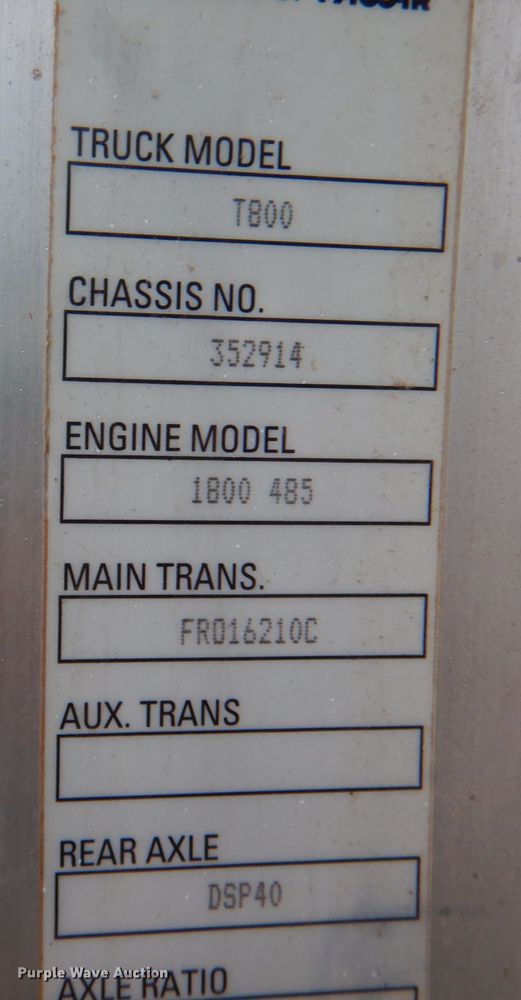 TRUCK MODEL
T800
CHASSIS NO.
352914
ENGINE MODEL
1800 485
MAIN TRANS.
FRO16210C
AUX. TRANS
REAR AXLE
DSP40
AXLE RATIO
Purple Wave Auction